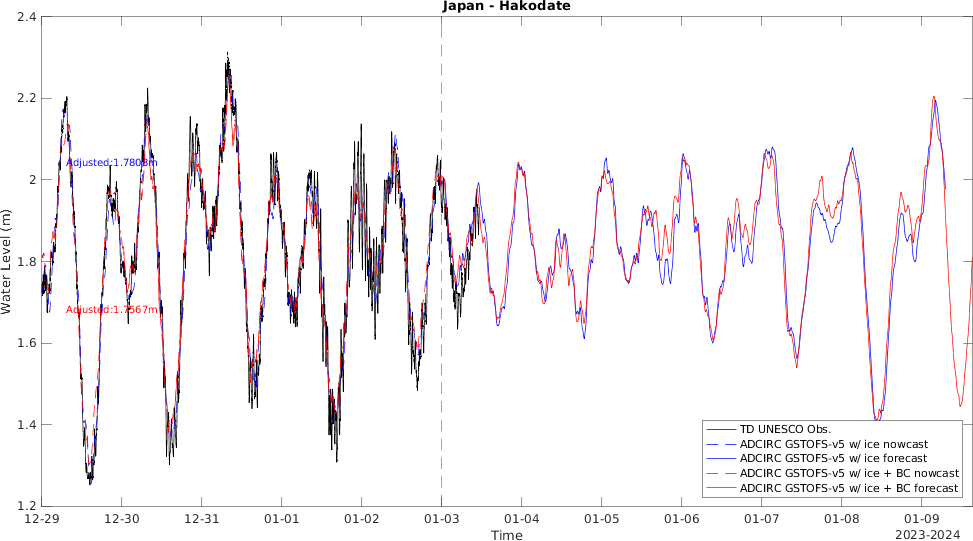 Japan - Hakodate
2.4
2.2
2
1.8
1.6
1.4
1.2
Water Level (m)
Adjusted:1.7803m
Adjusted:1.7567m
TD UNESCO Obs.
ADCIRC GSTOFS-v5 w/ ice nowcast
ADCIRC GSTOFS-v5 w/ ice forecast
ADCIRC GSTOFS-v5 w/ ice + BC nowcast
ADCIRC GSTOFS-v5 w/ ice + BC forecast
12-29 12-30 12-31 01-01 01-02 01-03 01-04 01-05 01-06 01-07 01-08 01-09
Time
2023-2024